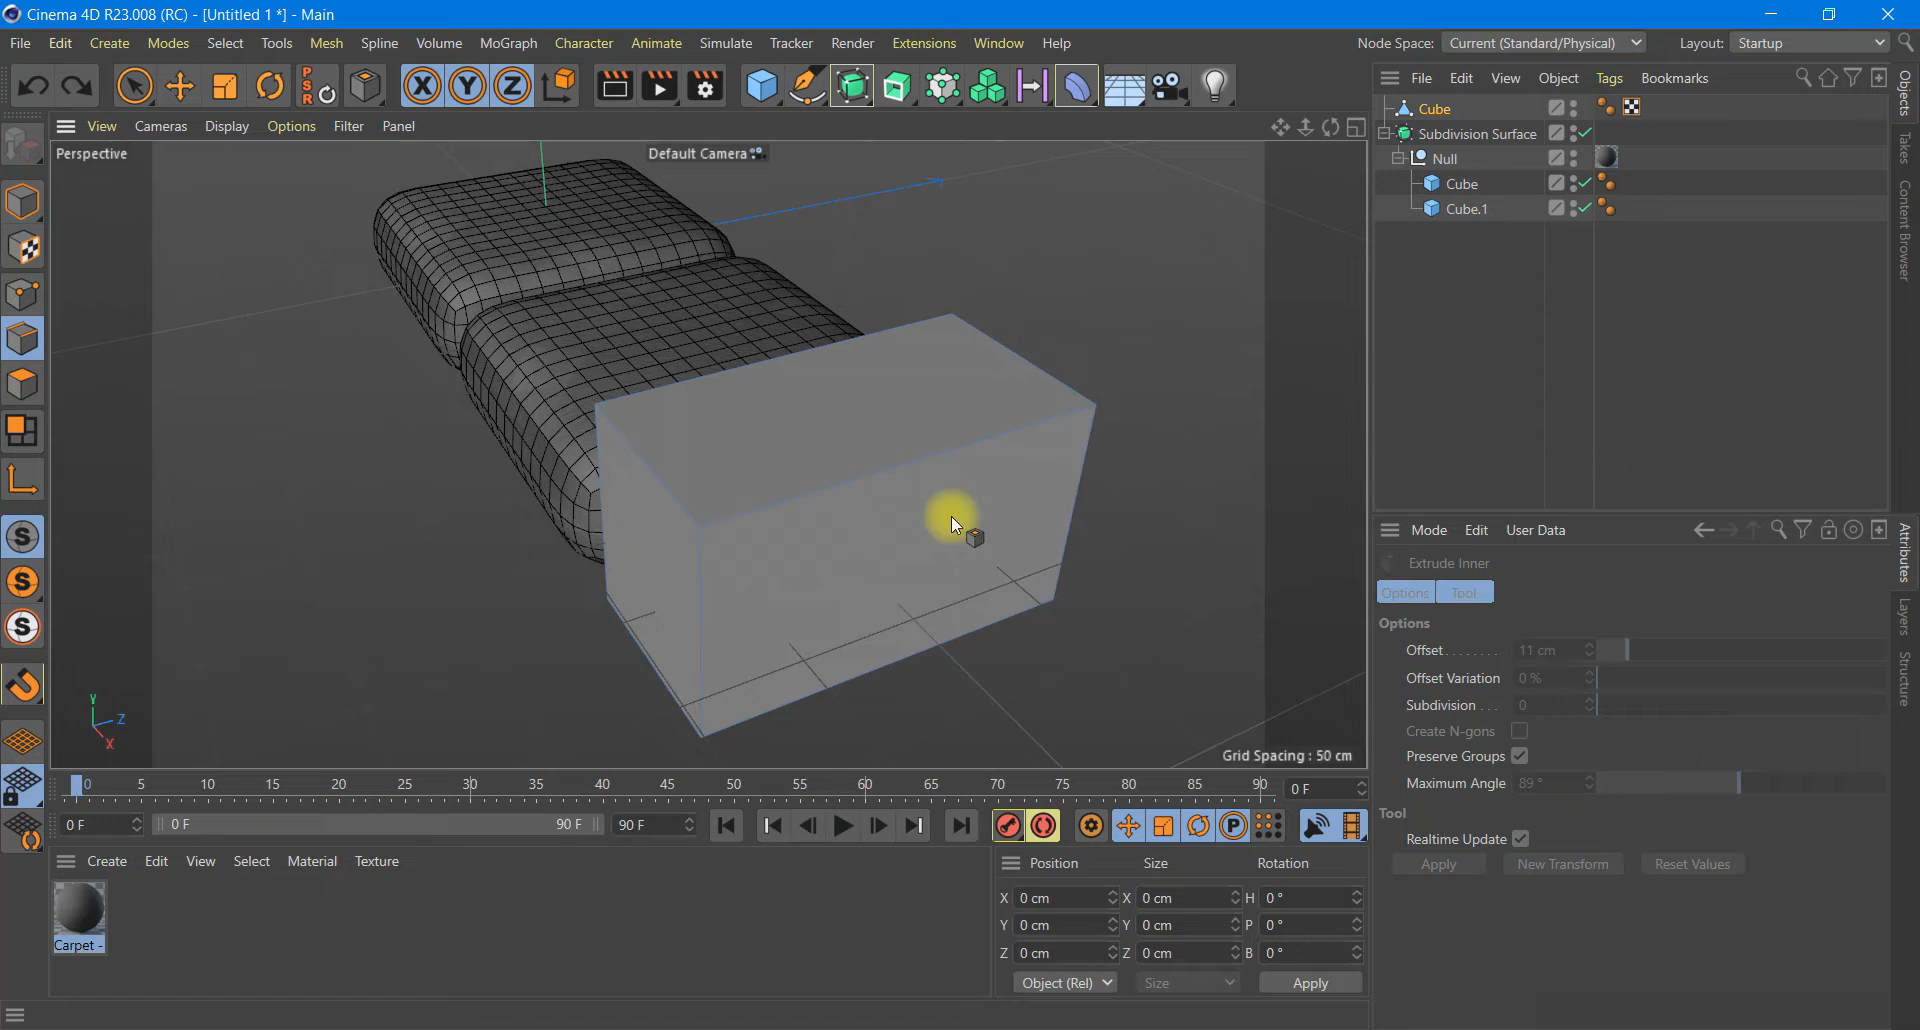 Cinema 4D R23.008 (RC) - [Untitled 1 *] - Main
File Edit Create Modes Select Tools Mesh Spline Volume MoGraph Character Animate Simulate Tracker Render Extensions Window Help
Node Space: Current (Standard/Physical) Layout: Startup
P S R X Y Z
File Edit View Object Tags Bookmarks
View Cameras Display Options Filter Panel
Perspective
Default Camera
Cube
Subdivision Surface
Null
Cube
Cube.1
Objects
Takes
Content Browser
Y
Z
X
Grid Spacing : 50 cm
S
S
S
Mode Edit User Data
Extrude Inner
Options Tool
Options
Offset........ 11 cm
Offset Variation 0 %
Subdivision ... 0
Create N-gons
Preserve Groups
Maximum Angle 89 °
Tool
Realtime Update
Apply New Transform Reset Values
Attributes
Layers
Structure
0 5 10 15 20 25 30 35 40 45 50 55 60 65 70 75 80 85 90 0 F
0 F 0 F 90 F 90 F
P
Create Edit View Select Material Texture
Carpet -
Position Size Rotation
X 0 cm X 0 cm H 0 °
Y 0 cm Y 0 cm P 0 °
Z 0 cm Z 0 cm B 0 °
Object (Rel) Size Apply